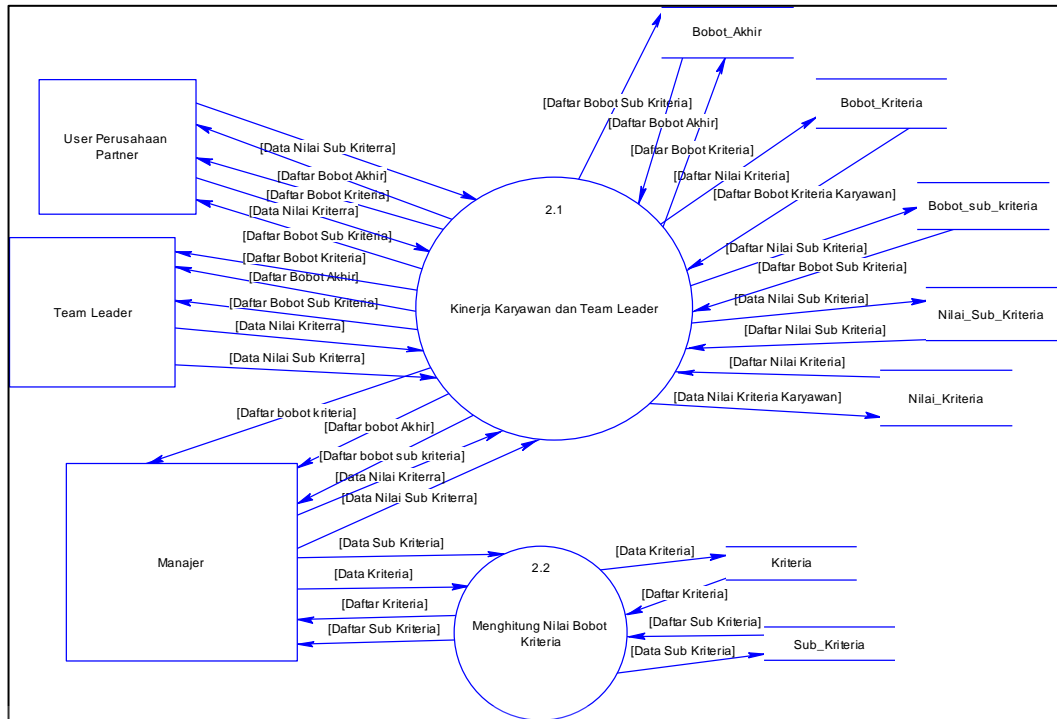 Bobot_Akhir
2.1
[Daftar Bobot Sub Kriteria]
Bobot_Kriteria
User Perusahaan
Partner
[Daftar Bobot Akhir]
[Data Nilai Sub Kriterra]
[Daftar Bobot Kriteria]
[Daftar Nilai Kriteria]
[Daftar Bobot Akhir]
[Daftar Bobot Kriteria]
[Daftar Bobot Kriteria Karyawan]
Bobot_sub_kriteria
[Data Nilai Kriterra]
[Daftar Bobot Sub Kriteria]
[Daftar Nilai Sub Kriteria]
[Daftar Bobot Kriteria]
[Daftar Bobot Sub Kriteria]
[Daftar Bobot Akhir]
[Data Nilai Sub Kriteria]
[Daftar Bobot Sub Kriteria]
Team Leader
Kinerja Karyawan dan Team Leader
Nilai_Sub_Kriteria
[Data Nilai Kriterra]
[Daftar Nilai Sub Kriteria]
[Data Nilai Sub Kriterra]
[Daftar Nilai Kriteria]
[Data Nilai Kriteria Karyawan]
Nilai_Kriteria
[Daftar bobot kriteria]
[Daftar bobot Akhir]
[Daftar bobot sub kriteria]
[Data Nilai Kriterra]
[Data Nilai Sub Kriterra]
Manajer
[Data Sub Kriteria]
[Data Kriteria]
[Daftar Kriteria]
[Daftar Sub Kriteria]
2.2
Menghitung Nilai Bobot
Kriteria
[Data Kriteria]
Kriteria
[Daftar Kriteria]
[Daftar Sub Kriteria]
Sub_Kriteria
[Data Sub Kriteria]